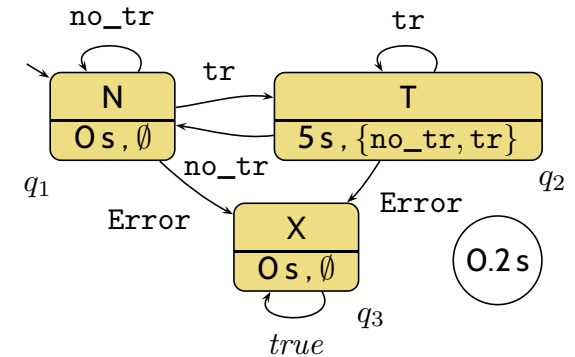 no_tr
tr
tr
N
T
0 s , ∅
5 s , {no_tr, tr}
q1
no_tr
q2
Error
Error
X
0 s , ∅
0.2 s
q3
true